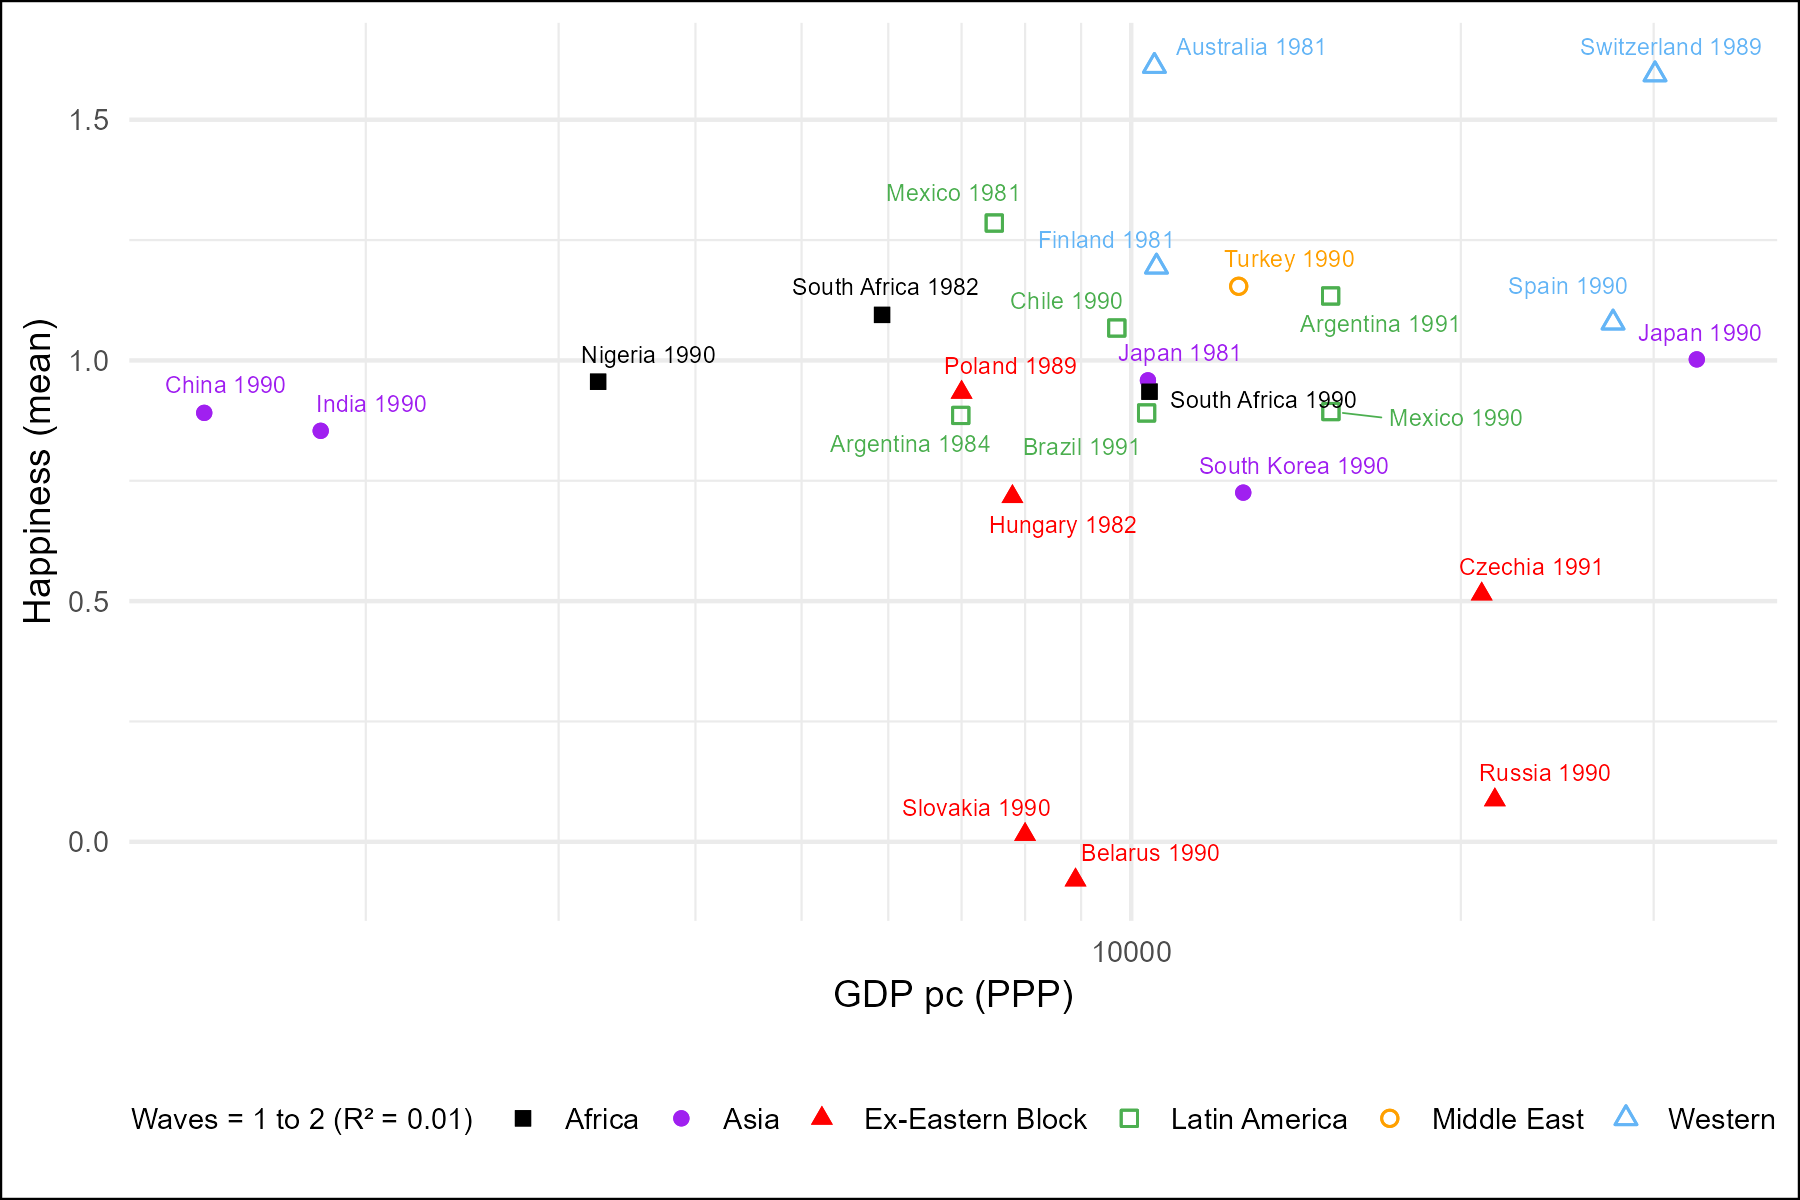 Australia 1981
Switzerland 1989
1.5
Mexico 1981
Finland 1981
Turkey 1990
South Africa 1982
Spain 1990
Chile 1990
Argentina 1991
Japan 1990
Nigeria 1990
Japan 1981
1.0
Poland 1989
China 1990
India 1990
South Africa 1990
Mexico 1990
Argentina 1984
Brazil 1991
South Korea 1990
Hungary 1982
Czechia 1991
0.5
Russia 1990
Slovakia 1990
0.0
Belarus 1990
Happiness (mean)
10000
GDP pc (PPP)
Waves = 1 to 2 (R² = 0.01) Africa Asia Ex-Eastern Block Latin America Middle East Western